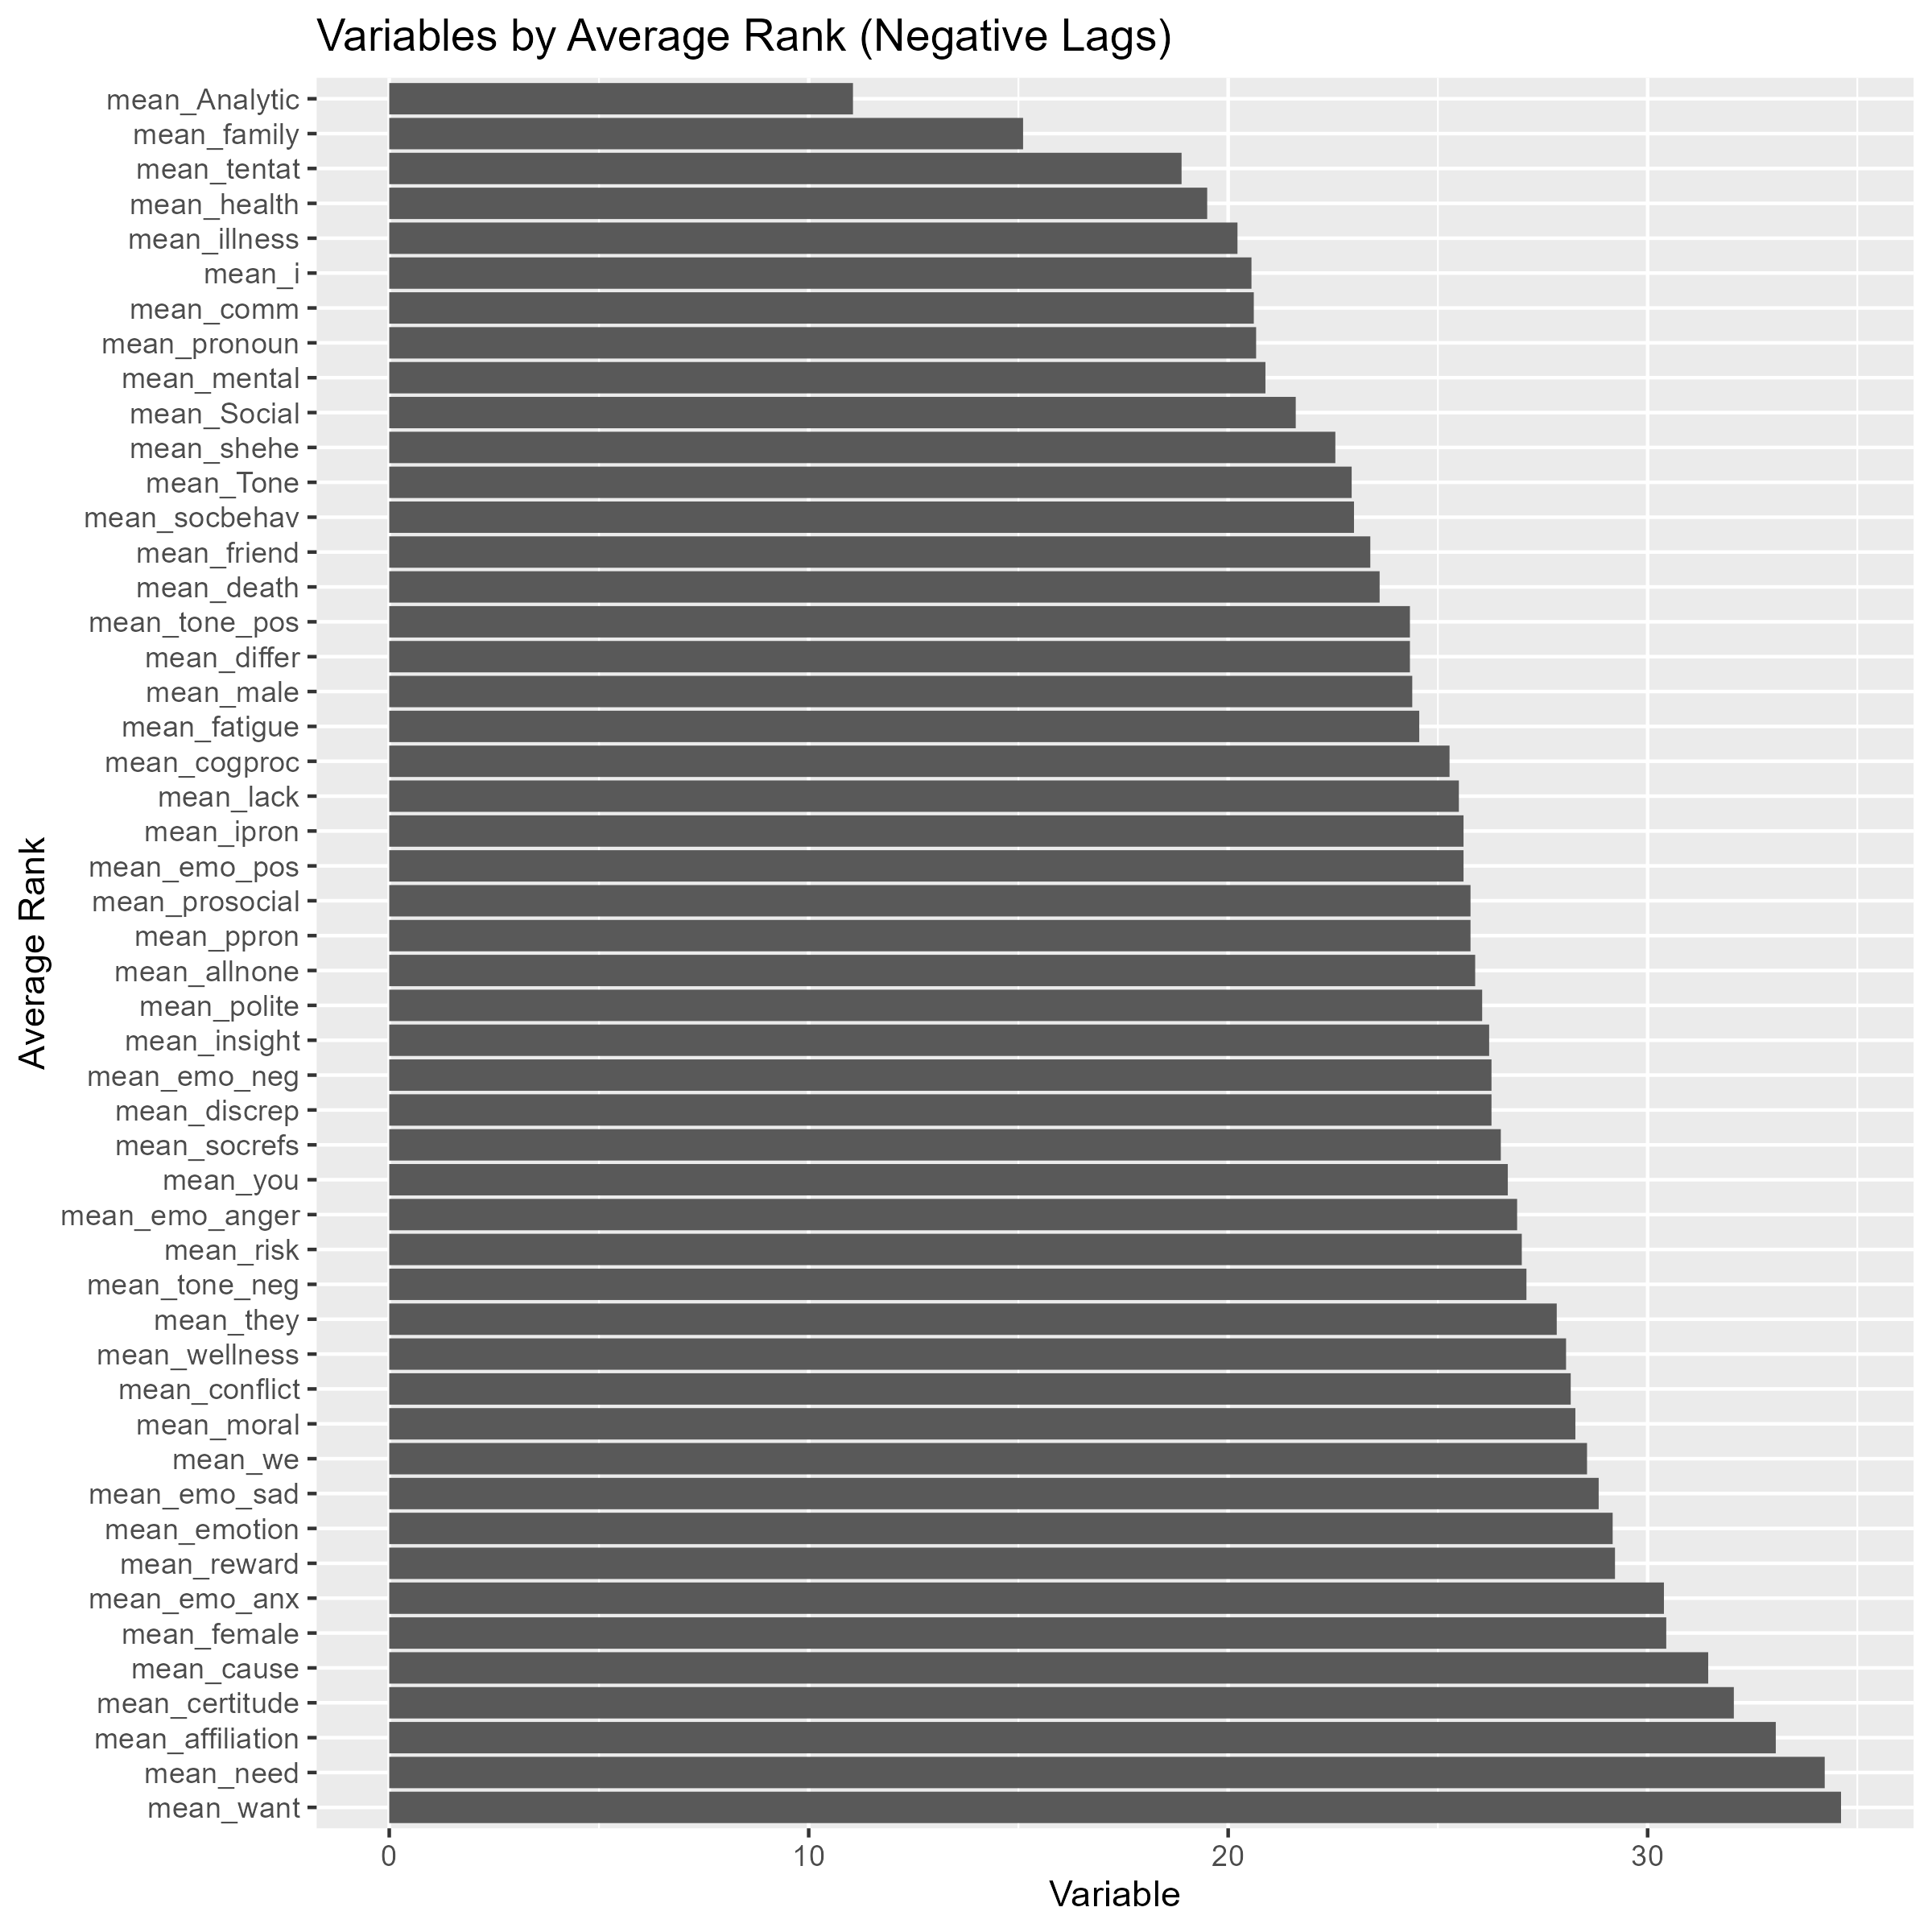 Variables by Average Rank (Negative Lags)
mean_Analytic
mean_family
mean_tentat
mean_health
mean_illness
mean_i
mean_comm
mean_pronoun
mean_mental
mean_Social
mean_shehe
mean_Tone
mean_socbehav
mean_friend
mean_death
mean_tone_pos
mean_differ
mean_male
mean_fatigue
mean_cogproc
mean_lack
mean_ipron
mean_emo_pos
mean_prosocial
mean_ppron
mean_allnone
mean_polite
mean_insight
mean_emo_neg
mean_discrep
mean_socrefs
mean_you
mean_emo_anger
mean_risk
mean_tone_neg
mean_they
mean_wellness
mean_conflict
mean_moral
mean_we
mean_emo_sad
mean_emotion
mean_reward
mean_emo_anx
mean_female
mean_cause
mean_certitude
mean_affiliation
mean_need
mean_want
Average Rank
0 10 20 30
Variable